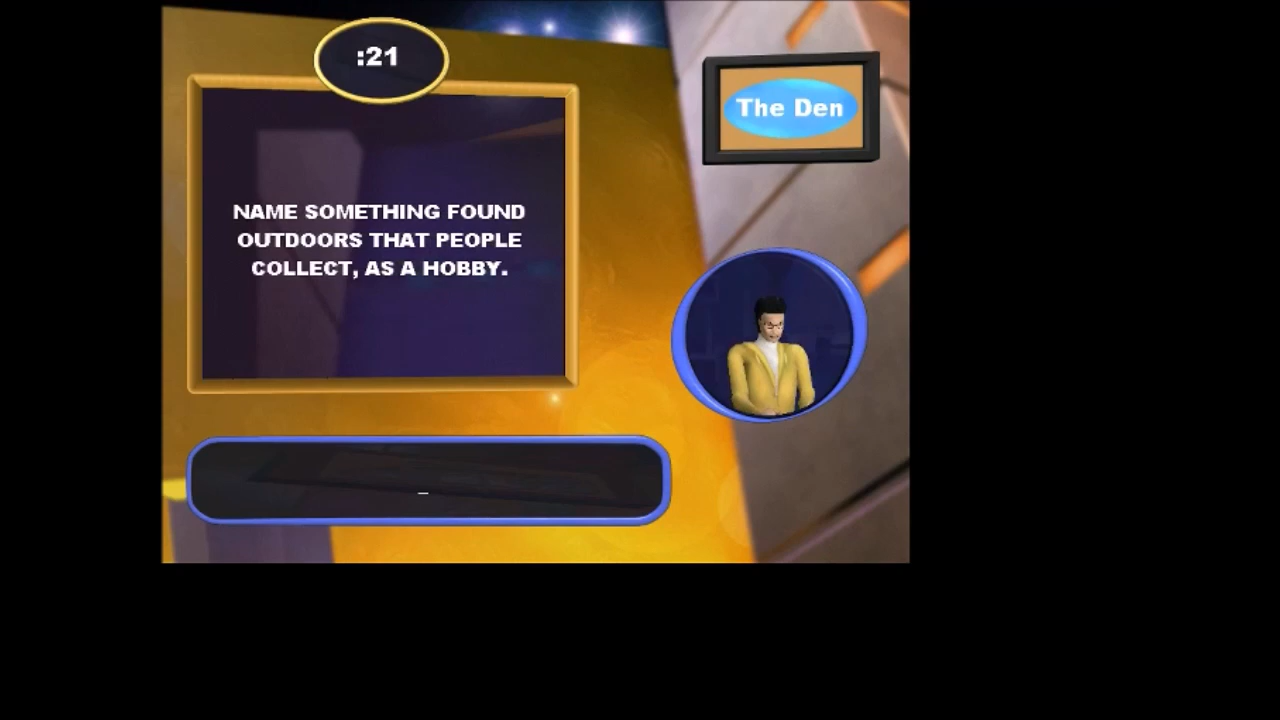 :21
The Den
NAME SOMETHING FOUND
OUTDOORS THAT PEOPLE
COLLECT, AS A HOBBY.
_